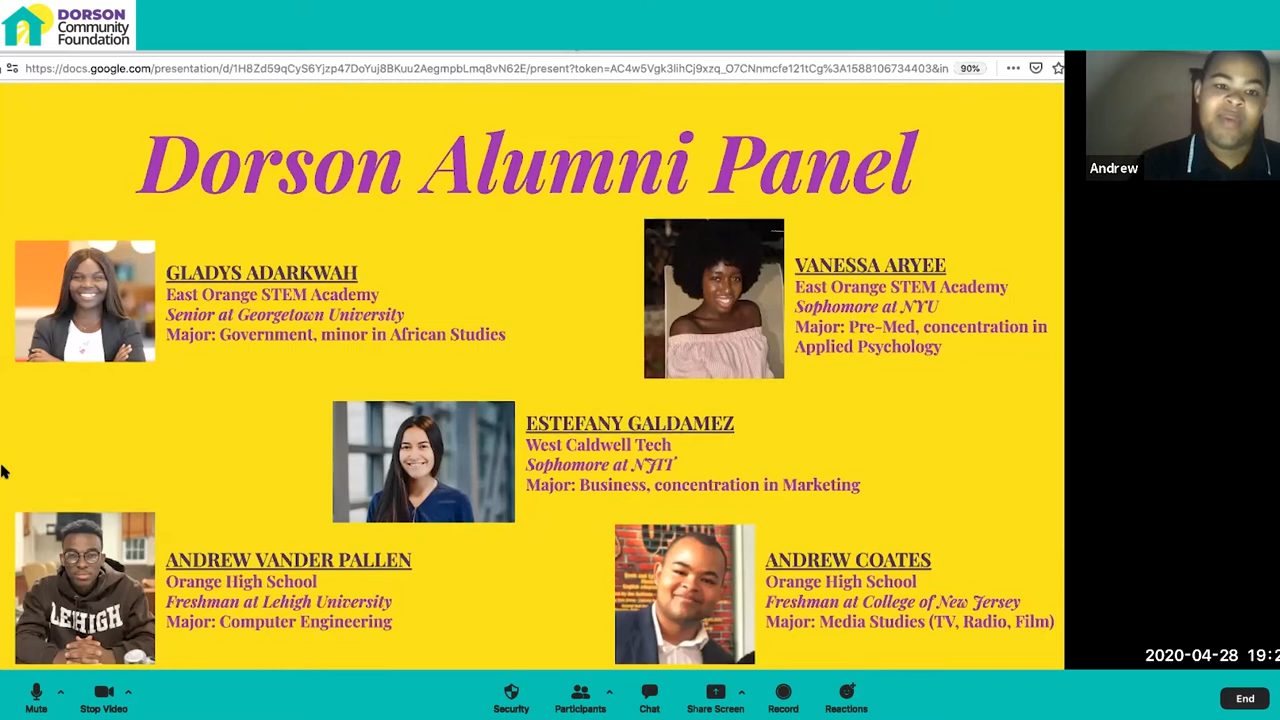 DORSON
Community
Foundation
https://docs.google.com/presentation/d/1H8Zd59qCyS6Yjzp47DoYuj8BKuu2AegmpbLmq8vN62E/present?token=AC4w5Vgk3lihCj9xzq_O7CNnmcfe121tCg%3A1588106734403&in
90%
Dorson Alumni Panel
Andrew
GLADYS ADARKWAH
East Orange STEM Academy
Senior at Georgetown University
Major: Government, minor in African Studies
VANESSA ARYEE
East Orange STEM Academy
Sophomore at NYU
Major: Pre-Med, concentration in
Applied Psychology
ESTEFANY GALDAMEZ
West Caldwell Tech
Sophomore at NJIT
Major: Business, concentration in Marketing
ANDREW VANDER PALLEN
Orange High School
Freshman at Lehigh University
Major: Computer Engineering
LEHIGH
ANDREW COATES
Orange High School
Freshman at College of New Jersey
Major: Media Studies (TV, Radio, Film)
2020-04-28 19:2
Mute
Stop Video
Security
Participants
Chat
Share Screen
Record
Reactions
End